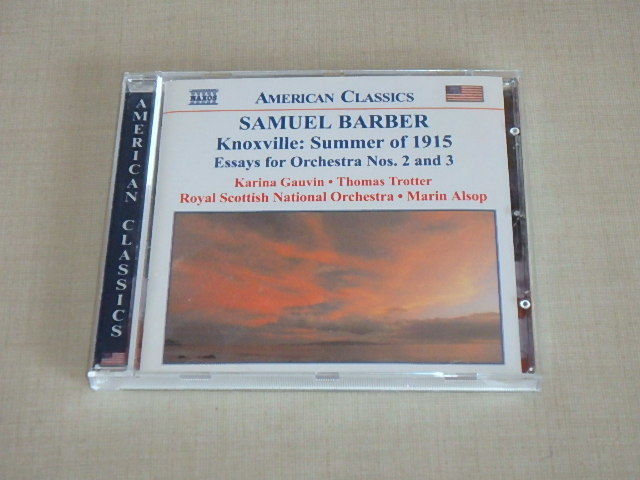 AMERICAN CLASSICS
NAXOS
AMERICAN CLASSICS
SAMUEL BARBER
Knoxville: Summer of 1915
Essays for Orchestra Nos. 2 and 3
Karina Gauvin • Thomas Trotter
Royal Scottish National Orchestra • Marin Alsop